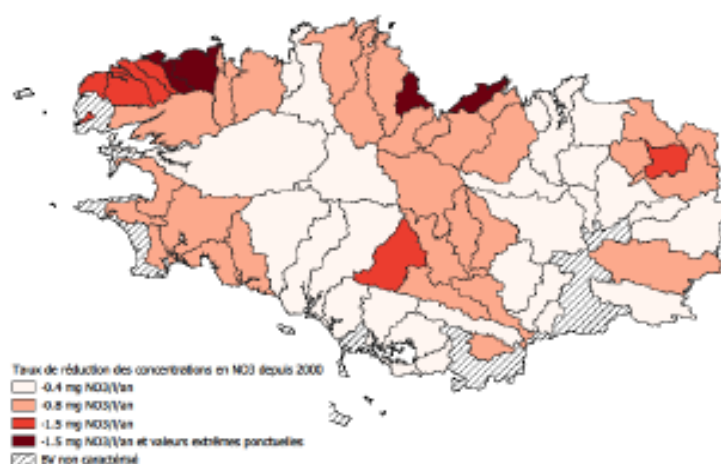 Taux de réduction des concentrations en NO3 depuis 2000
-0.4 mg NO3/l/an
-0.8 mg NO3/l/an
-1.5 mg NO3/l/an
-1.5 mg NO3/l/an et valeurs extrêmes ponctuelles
BV non caractérisé